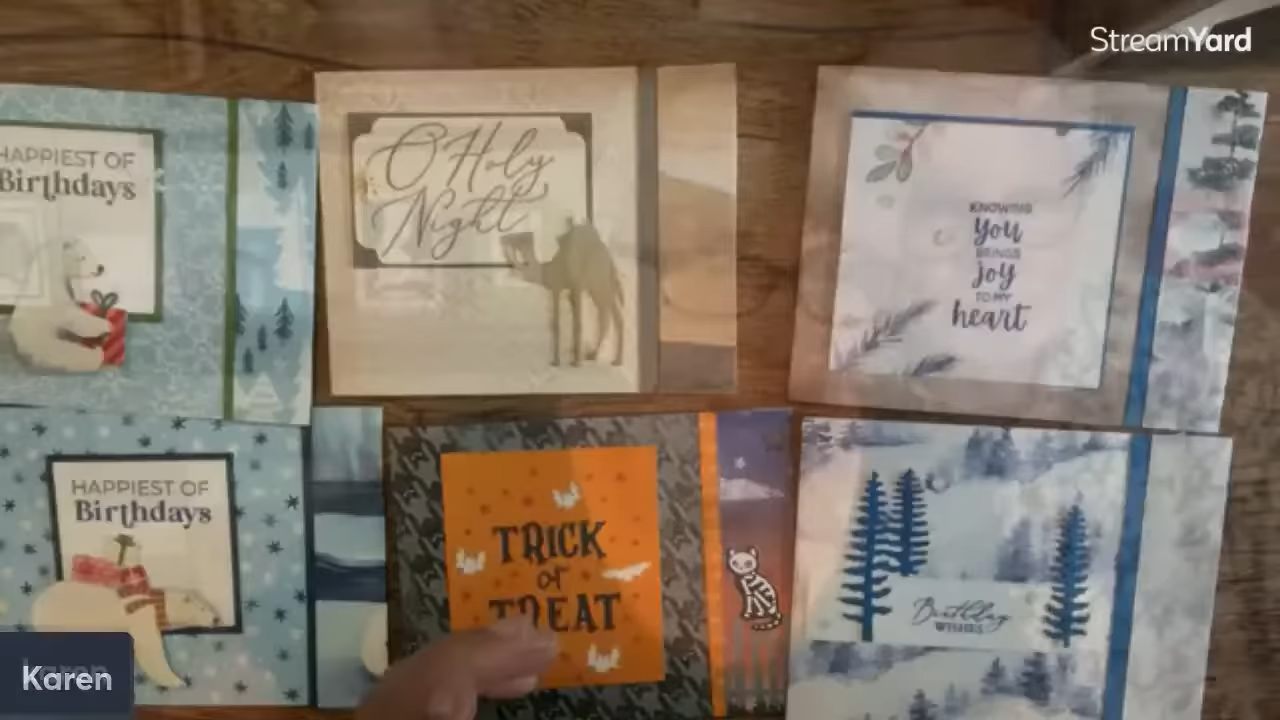 StreamYard
HAPPIEST OF
Birthdays
O Holy
Night
KNOWING
you
BRINGS
joy
TO MY
heart
HAPPIEST OF
Birthdays
TRICK
or
TREAT
Birthday
WISHES
Karen